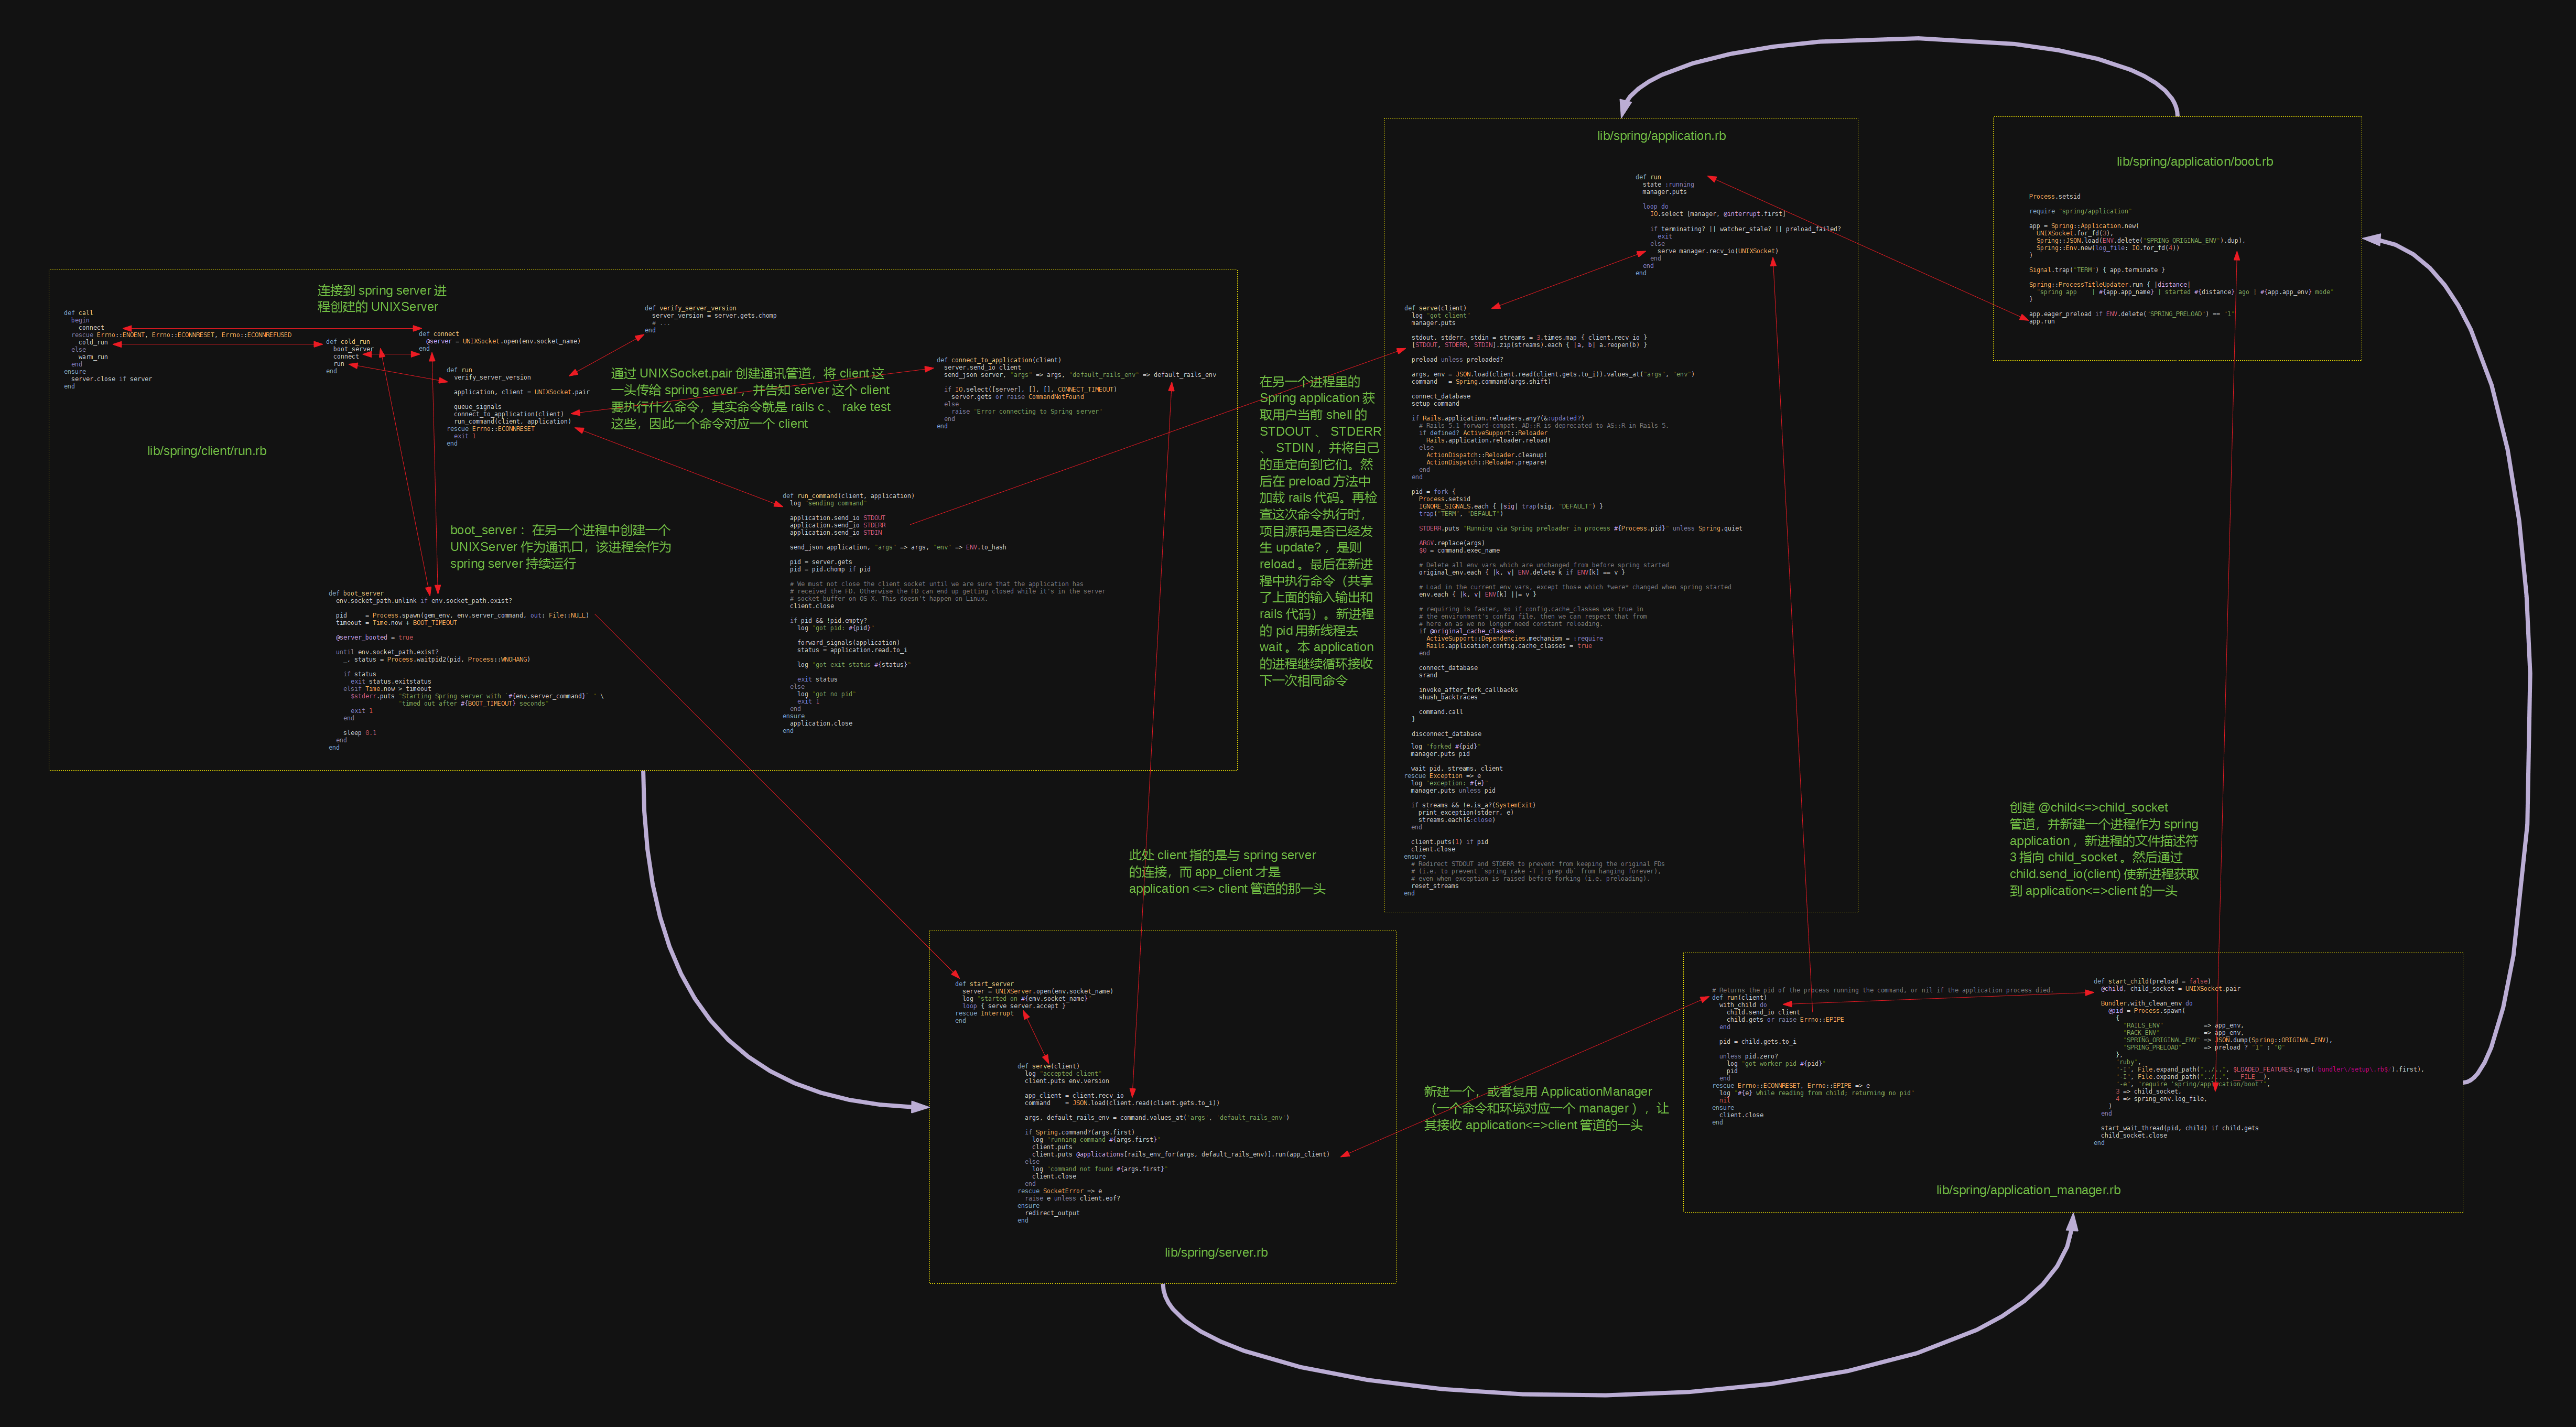 连接到 spring server 进
程创建的 UNIXServer
def call
begin
connect
rescue Errno::ENOENT, Errno::ECONNRESET, Errno::ECONNREFUSED
cold_run
else
warm_run
end
ensure
server.close if server
end
def cold_run
boot_server
connect
run
end
def connect
@server = UNIXSocket.open(env.socket_name)
end
def verify_server_version
server_version = server.gets.chomp
# ...
end
def run
verify_server_version
application, client = UNIXSocket.pair
queue_signals
connect_to_application(client)
run_command(client, application)
rescue Errno::ECONNRESET
exit 1
end
通过 UNIXSocket.pair 创建通讯管道，将 client 这
一头传给 spring server ，并告知 server 这个 client
要执行什么命令，其实命令就是 rails c 、 rake test
这些，因此一个命令对应一个 client
def connect_to_application(client)
server.send_io client
send_json server, "args" => args, "default_rails_env" => default_rails_env
if IO.select([server], [], [], CONNECT_TIMEOUT)
server.gets or raise CommandNotFound
else
raise "Error connecting to Spring server"
end
end
lib/spring/client/run.rb
boot_server ：在另一个进程中创建一个
UNIXServer 作为通讯口，该进程会作为
spring server 持续运行
def boot_server
env.socket_path.unlink if env.socket_path.exist?
pid     = Process.spawn(gem_env, env.server_command, out: File::NULL)
timeout = Time.now + BOOT_TIMEOUT
@server_booted = true
until env.socket_path.exist?
_, status = Process.waitpid2(pid, Process::WNOHANG)
if status
exit status.exitstatus
elsif Time.now > timeout
$stderr.puts "Starting Spring server with `#{env.server_command}` " \
"timed out after #{BOOT_TIMEOUT} seconds"
exit 1
end
sleep 0.1
end
end
def run_command(client, application)
log "sending command"
application.send_io STDOUT
application.send_io STDERR
application.send_io STDIN
send_json application, "args" => args, "env" => ENV.to_hash
pid = server.gets
pid = pid.chomp if pid
# We must not close the client socket until we are sure that the application has
# received the FD. Otherwise the FD can end up getting closed while it's in the server
# socket buffer on OS X. This doesn't happen on Linux.
client.close
if pid && !pid.empty?
log "got pid: #{pid}"
forward_signals(application)
status = application.read.to_i
log "got exit status #{status}"
exit status
else
log "got no pid"
exit 1
end
ensure
application.close
end
在另一个进程里的
Spring application 获
取用户当前 shell 的
STDOUT 、 STDERR
、 STDIN ，并将自己
的重定向到它们。然
后在 preload 方法中
加载 rails 代码。再检
查这次命令执行时，
项目源码是否已经发
生 update? ，是则
reload 。最后在新进
程中执行命令（共享
了上面的输入输出和
rails 代码）。新进程
的 pid 用新线程去
wait 。本 application
的进程继续循环接收
下一次相同命令
lib/spring/application.rb
def run
state :running
manager.puts
loop do
IO.select [manager, @interrupt.first]
if terminating? || watcher_stale? || preload_failed?
exit
else
serve manager.recv_io(UNIXSocket)
end
end
end
def serve(client)
log "got client"
manager.puts
stdout, stderr, stdin = streams = 3.times.map { client.recv_io }
[STDOUT, STDERR, STDIN].zip(streams).each { |a, b| a.reopen(b) }
preload unless preloaded?
args, env = JSON.load(client.read(client.gets.to_i)).values_at("args", "env")
command   = Spring.command(args.shift)
connect_database
setup command
if Rails.application.reloaders.any?(&:updated?)
# Rails 5.1 forward-compat. AD::R is deprecated to AS::R in Rails 5.
if defined? ActiveSupport::Reloader
Rails.application.reloader.reload!
else
ActionDispatch::Reloader.cleanup!
ActionDispatch::Reloader.prepare!
end
end
pid = fork {
Process.setsid
IGNORE_SIGNALS.each { |sig| trap(sig, "DEFAULT") }
trap("TERM", "DEFAULT")
STDERR.puts "Running via Spring preloader in process #{Process.pid}" unless Spring.quiet
ARGV.replace(args)
$0 = command.exec_name
# Delete all env vars which are unchanged from before spring started
original_env.each { |k, v| ENV.delete k if ENV[k] == v }
# Load in the current env vars, except those which *were* changed when spring started
env.each { |k, v| ENV[k] ||= v }
# requiring is faster, so if config.cache_classes was true in
# the environment's config file, then we can respect that from
# here on as we no longer need constant reloading.
if @original_cache_classes
ActiveSupport::Dependencies.mechanism = :require
Rails.application.config.cache_classes = true
end
connect_database
srand
invoke_after_fork_callbacks
shush_backtraces
command.call
}
disconnect_database
log "forked #{pid}"
manager.puts pid
wait pid, streams, client
rescue Exception => e
log "exception: #{e}"
manager.puts unless pid
if streams && !e.is_a?(SystemExit)
print_exception(stderr, e)
streams.each(&:close)
end
client.puts(1) if pid
client.close
ensure
# Redirect STDOUT and STDERR to prevent from keeping the original FDs
# (i.e. to prevent `spring rake -T | grep db` from hanging forever),
# even when exception is raised before forking (i.e. preloading).
reset_streams
end
lib/spring/application/boot.rb
Process.setsid
require "spring/application"
app = Spring::Application.new(
UNIXSocket.for_fd(3),
Spring::JSON.load(ENV.delete("SPRING_ORIGINAL_ENV").dup),
Spring::Env.new(log_file: IO.for_fd(4))
)
Signal.trap("TERM") { app.terminate }
Spring::ProcessTitleUpdater.run { |distance|
"spring app    | #{app.app_name} | started #{distance} ago | #{app.app_env} mode"
}
app.eager_preload if ENV.delete("SPRING_PRELOAD") == "1"
app.run
创建 @child<=>child_socket
管道，并新建一个进程作为 spring
application ，新进程的文件描述符
3 指向 child_socket 。然后通过
child.send_io(client) 使新进程获取
到 application<=>client 的一头
此处 client 指的是与 spring server
的连接，而 app_client 才是
application <=> client 管道的那一头
def start_server
server = UNIXServer.open(env.socket_name)
log "started on #{env.socket_name}"
loop { serve server.accept }
rescue Interrupt
end
def serve(client)
log "accepted client"
client.puts env.version
app_client = client.recv_io
command    = JSON.load(client.read(client.gets.to_i))
args, default_rails_env = command.values_at('args', 'default_rails_env')
if Spring.command?(args.first)
log "running command #{args.first}"
client.puts
client.puts @applications[rails_env_for(args, default_rails_env)].run(app_client)
else
log "command not found #{args.first}"
client.close
end
rescue SocketError => e
raise e unless client.eof?
ensure
redirect_output
end
lib/spring/server.rb
新建一个，或者复用 ApplicationManager
（一个命令和环境对应一个 manager ），让
其接收 application<=>client 管道的一头
# Returns the pid of the process running the command, or nil if the application process died.
def run(client)
with_child do
child.send_io client
child.gets or raise Errno::EPIPE
end
pid = child.gets.to_i
unless pid.zero?
log "got worker pid #{pid}"
pid
end
rescue Errno::ECONNRESET, Errno::EPIPE => e
log "#{e} while reading from child; returning no pid"
nil
ensure
client.close
end
def start_child(preload = false)
@child, child_socket = UNIXSocket.pair
Bundler.with_clean_env do
@pid = Process.spawn(
{
"RAILS_ENV"           => app_env,
"RACK_ENV"            => app_env,
"SPRING_ORIGINAL_ENV" => JSON.dump(Spring::ORIGINAL_ENV),
"SPRING_PRELOAD"      => preload ? "1" : "0"
},
"ruby",
"-I", File.expand_path("../..", $LOADED_FEATURES.grep(/bundler\/setup\.rb$/).first),
"-I", File.expand_path("../..", __FILE__),
"-e", "require 'spring/application/boot'",
3 => child_socket,
4 => spring_env.log_file,
)
end
start_wait_thread(pid, child) if child.gets
child_socket.close
end
lib/spring/application_manager.rb